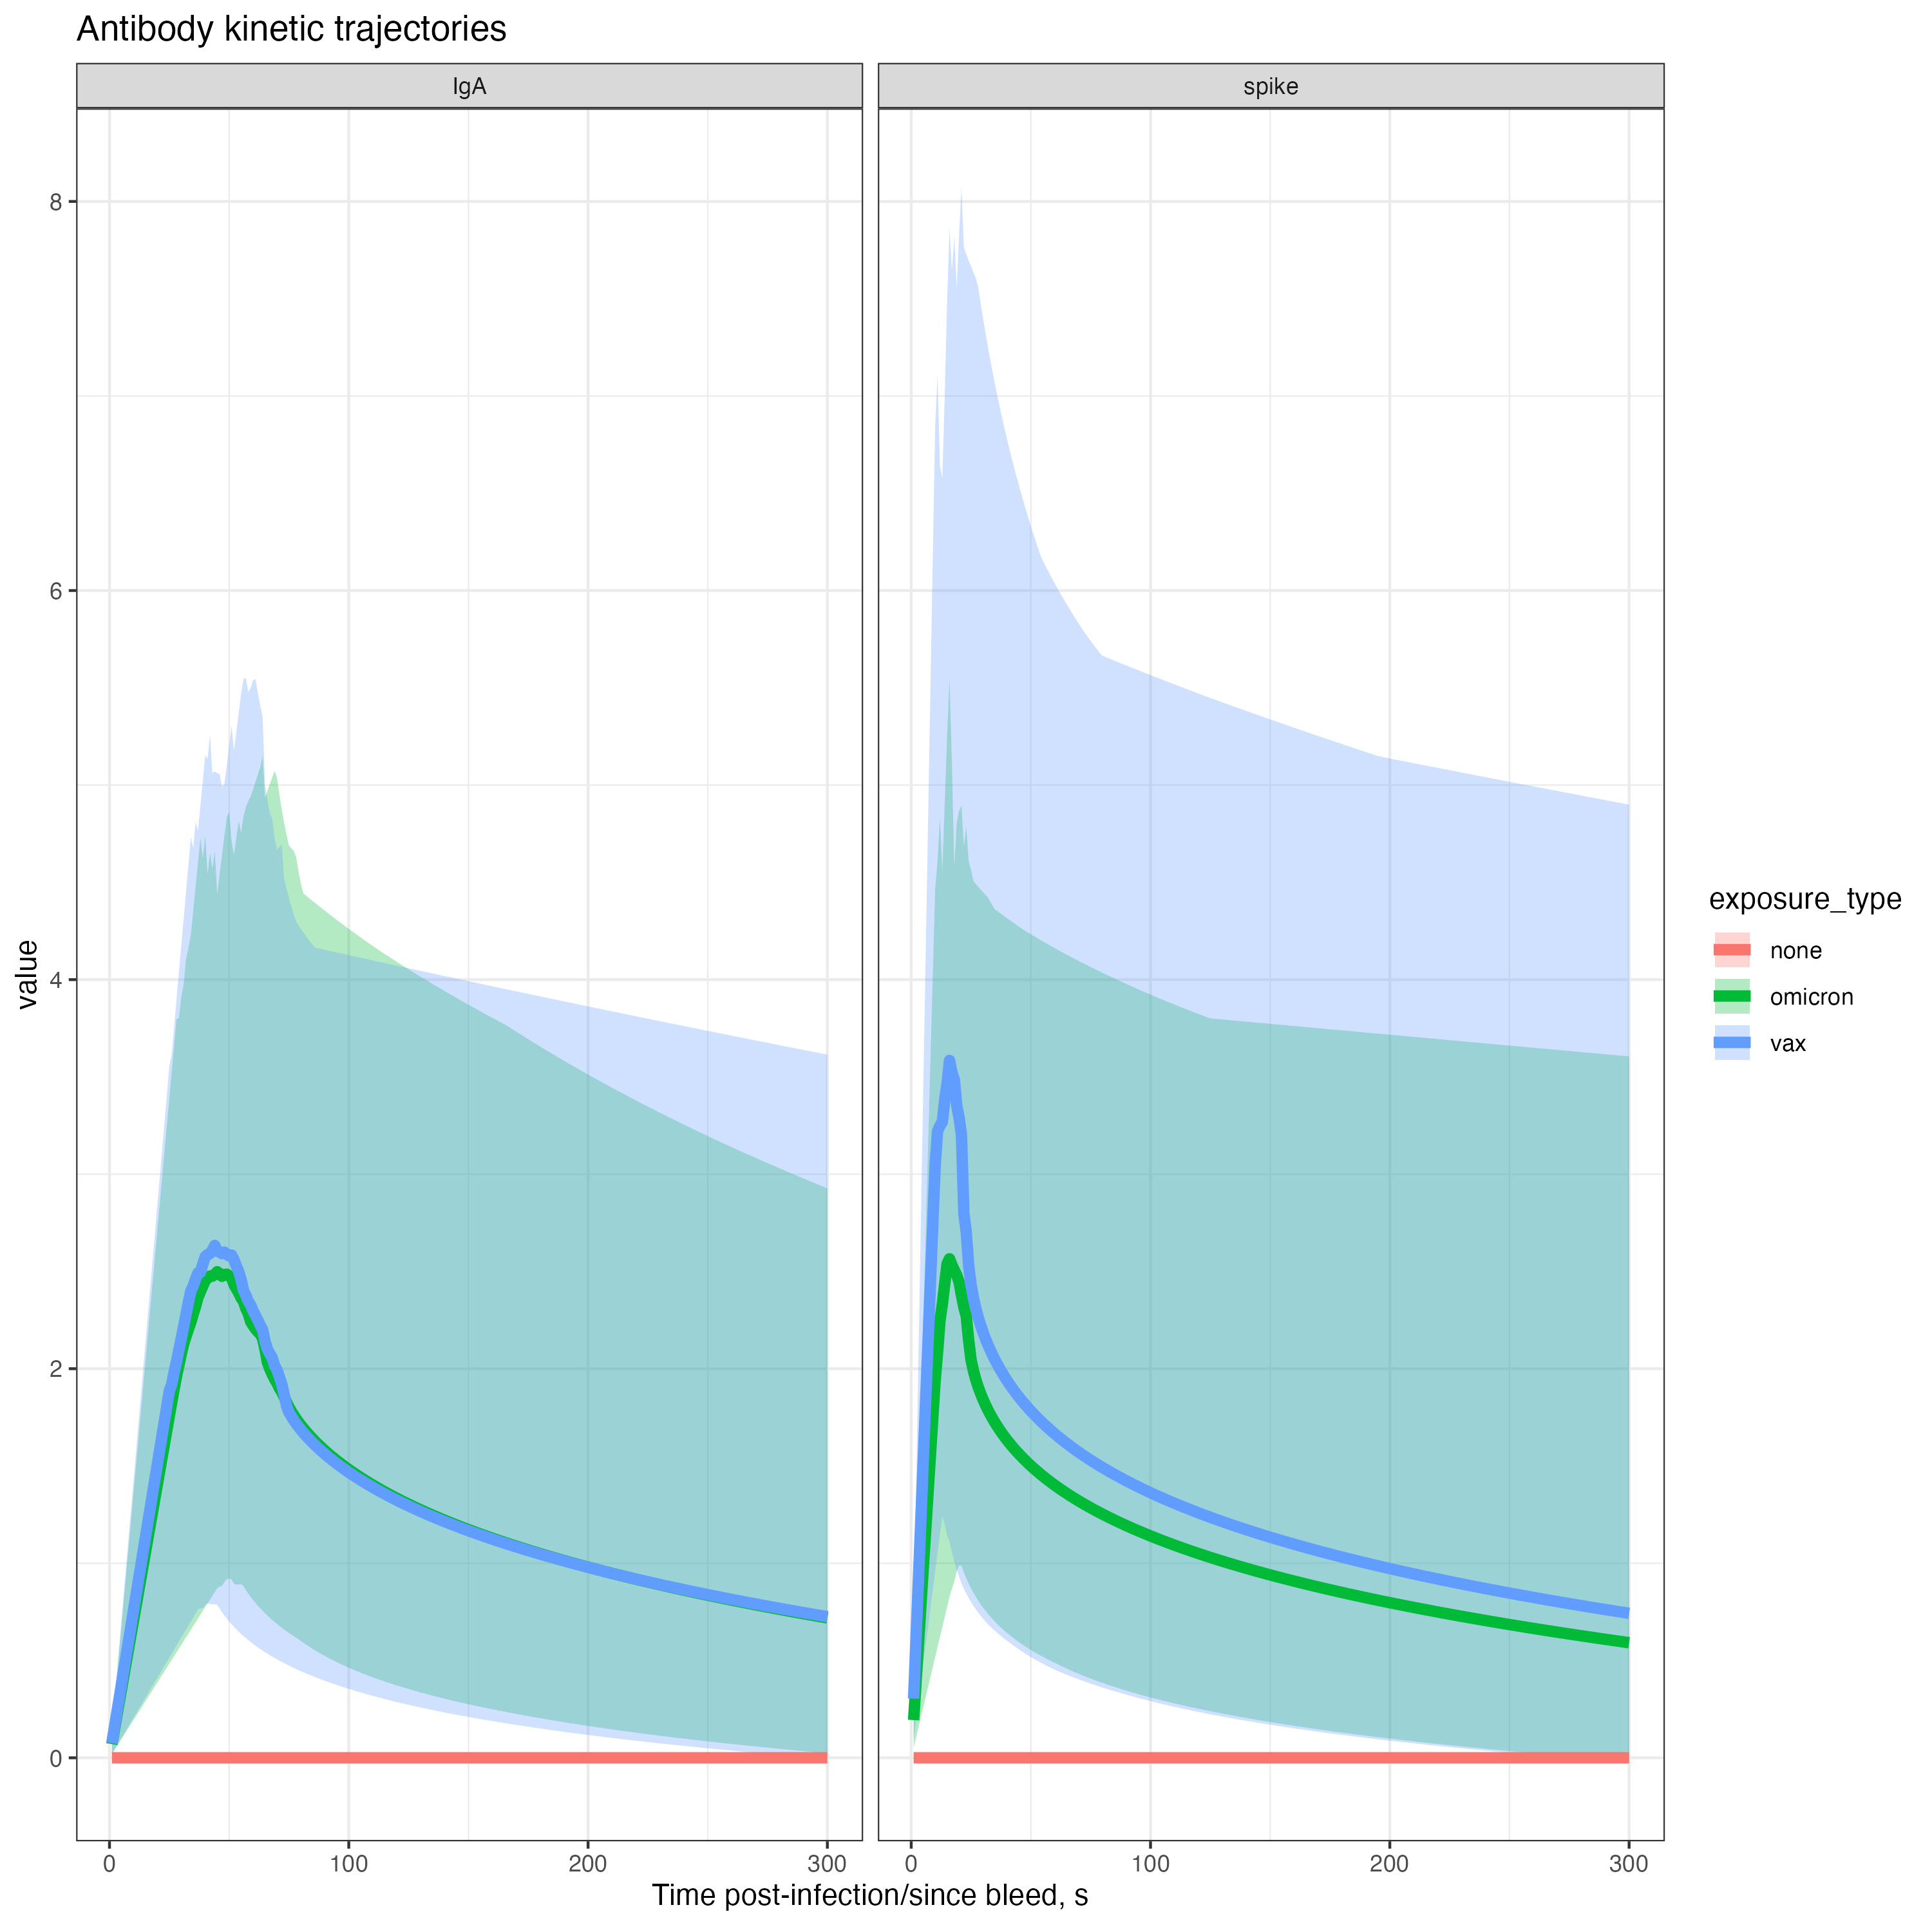 Antibody kinetic trajectories
IgA
spike
8
6
4
2
0
value
0 100 200 300
0 100 200 300
Time post-infection/since bleed, s
exposure_type
none
omicron
vax